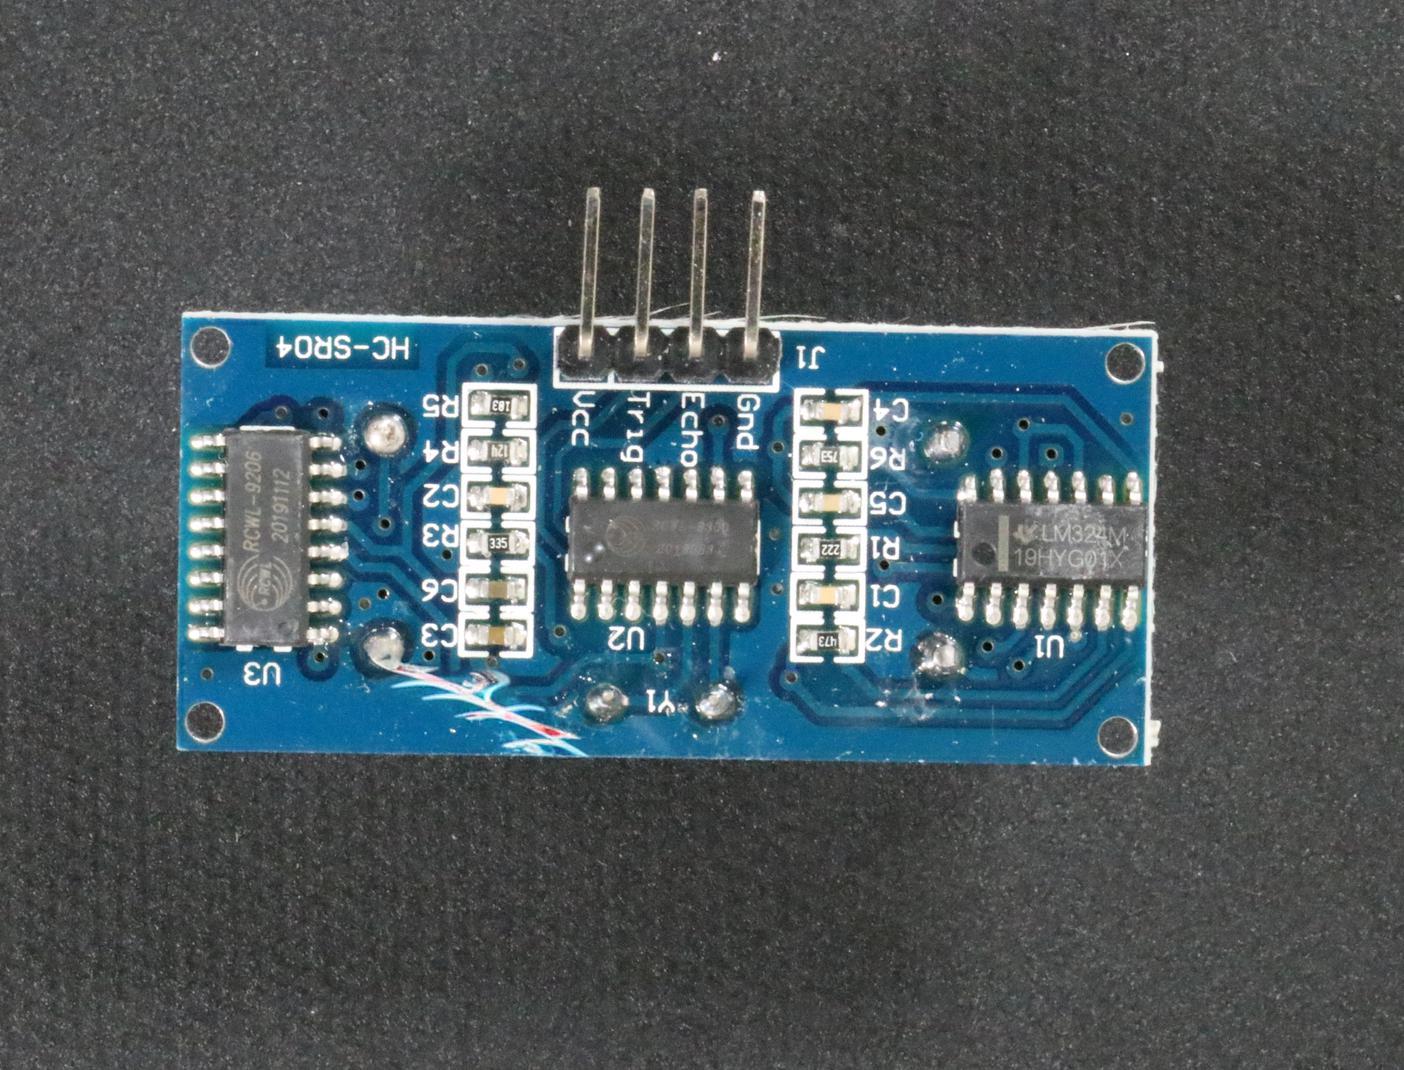 HC-SR04
J1
Vcc
Trig
Echo
Gnd
R5
183
R4
124
C2
R3
335
C6
C3
C4
R6
753
C5
R1
222
C1
R2
473
RCWL-9206
20191112
RCWL
U3
U2
Y1
LM324M
19HYG01X
U1